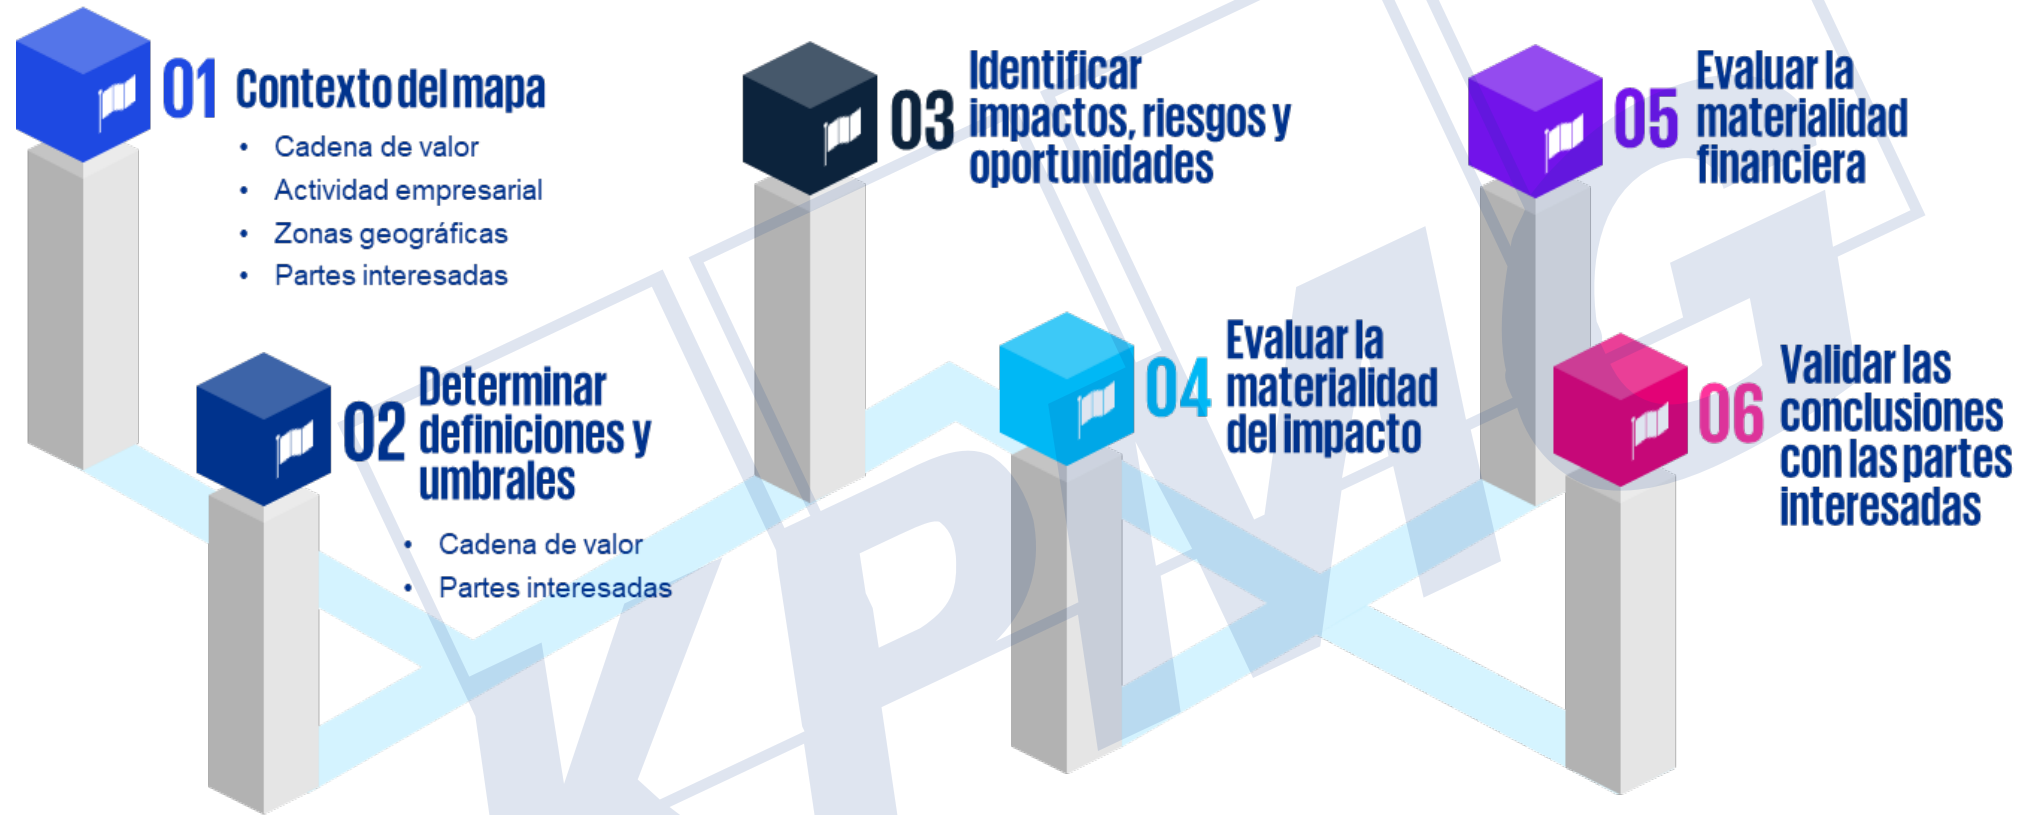 01 Contexto del mapa
• Cadena de valor
• Actividad empresarial
• Zonas geográficas
• Partes interesadas
02 Determinar
definiciones y
umbrales
• Cadena de valor
• Partes interesadas
03 Identificar
impactos, riesgos y
oportunidades
04 Evaluar la
materialidad
del impacto
05 Evaluar la
materialidad
financiera
06 Validar las
conclusiones
con las partes
interesadas
KPMG